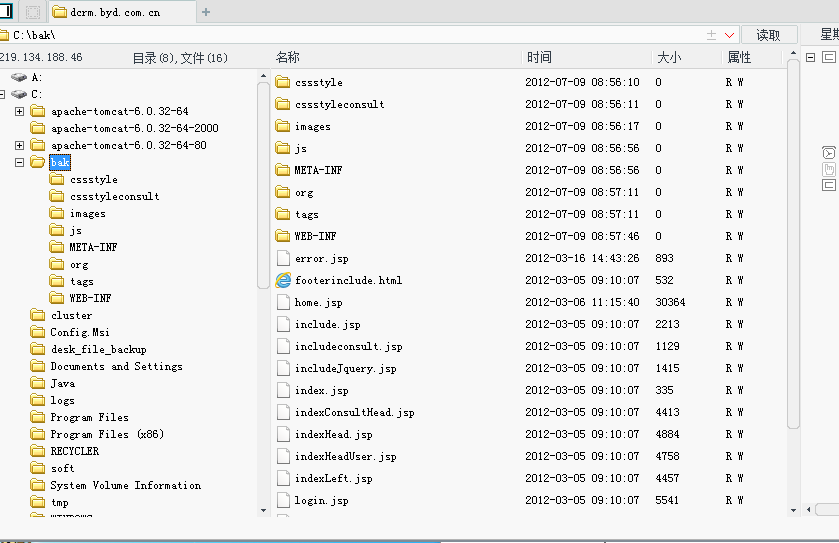 dcrm.byd.com.cn
C:\bak\
读取
219.134.188.46
目录(8),文件(16)
名称
时间
大小
属性
A:
C:
apache-tomcat-6.0.32-64
apache-tomcat-6.0.32-64-2000
apache-tomcat-6.0.32-64-80
bak
cssstyle
cssstyleconsult
images
js
META-INF
org
tags
WEB-INF
cluster
Config.Msi
desk_file_backup
Documents and Settings
Java
logs
Program Files
Program Files (x86)
RECYCLER
soft
System Volume Information
tmp
cssstyle 2012-07-09 08:56:10 0 R W
cssstyleconsult 2012-07-09 08:56:11 0 R W
images 2012-07-09 08:56:17 0 R W
js 2012-07-09 08:56:56 0 R W
META-INF 2012-07-09 08:56:56 0 R W
org 2012-07-09 08:57:11 0 R W
tags 2012-07-09 08:57:11 0 R W
WEB-INF 2012-07-09 08:57:46 0 R W
error.jsp 2012-03-16 14:43:26 893 R W
footerinclude.html 2012-03-05 09:10:07 532 R W
home.jsp 2012-03-06 11:15:40 30364 R W
include.jsp 2012-03-05 09:10:07 2213 R W
includeconsult.jsp 2012-03-05 09:10:07 1129 R W
includeJquery.jsp 2012-03-05 09:10:07 1415 R W
index.jsp 2012-03-05 09:10:07 335 R W
indexConsultHead.jsp 2012-03-05 09:10:07 4413 R W
indexHead.jsp 2012-03-05 09:10:07 4884 R W
indexHeadUser.jsp 2012-03-05 09:10:07 4758 R W
indexLeft.jsp 2012-03-05 09:10:07 4457 R W
login.jsp 2012-03-05 09:10:07 5541 R W